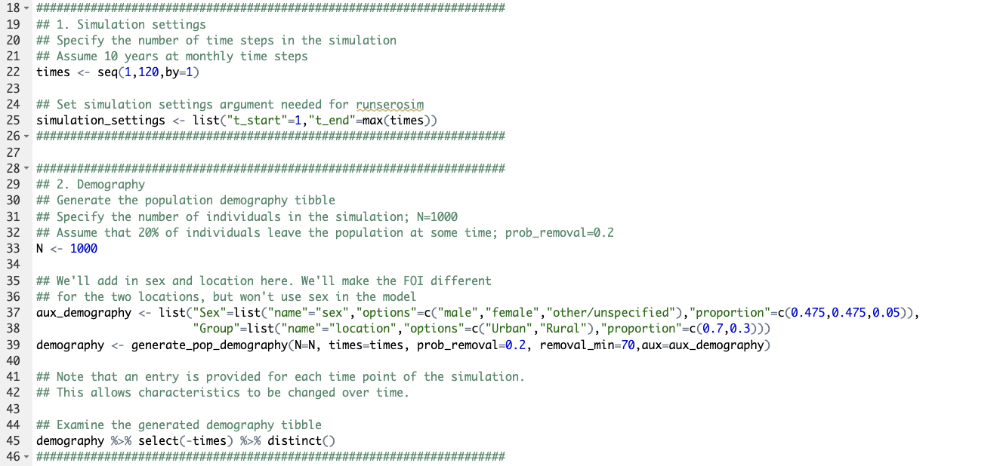 18 #####################################################################
19 ## 1. Simulation settings
20 ## Specify the number of time steps in the simulation
21 ## Assume 10 years at monthly time steps
22 times <- seq(1,120,by=1)
23
24 ## Set simulation settings argument needed for runserosim
25 simulation_settings <- list("t_start"=1,"t_end"=max(times))
26 #####################################################################
27
28 #####################################################################
29 ## 2. Demography
30 ## Generate the population demography tibble
31 ## Specify the number of individuals in the simulation; N=1000
32 ## Assume that 20% of individuals leave the population at some time; prob_removal=0.2
33 N <- 1000
34
35 ## We'll add in sex and location here. We'll make the FOI different
36 ## for the two locations, but won't use sex in the model
37 aux_demography <- list("Sex"=list("name"="sex","options"=c("male","female","other/unspecified"),"proportion"=c(0.475,0.475,0.05)),
38 "Group"=list("name"="location","options"=c("Urban","Rural"),"proportion"=c(0.7,0.3)))
39 demography <- generate_pop_demography(N=N, times=times, prob_removal=0.2, removal_min=70,aux=aux_demography)
40
41 ## Note that an entry is provided for each time point of the simulation.
42 ## This allows characteristics to be changed over time.
43
44 ## Examine the generated demography tibble
45 demography %>% select(-times) %>% distinct()
46 #####################################################################